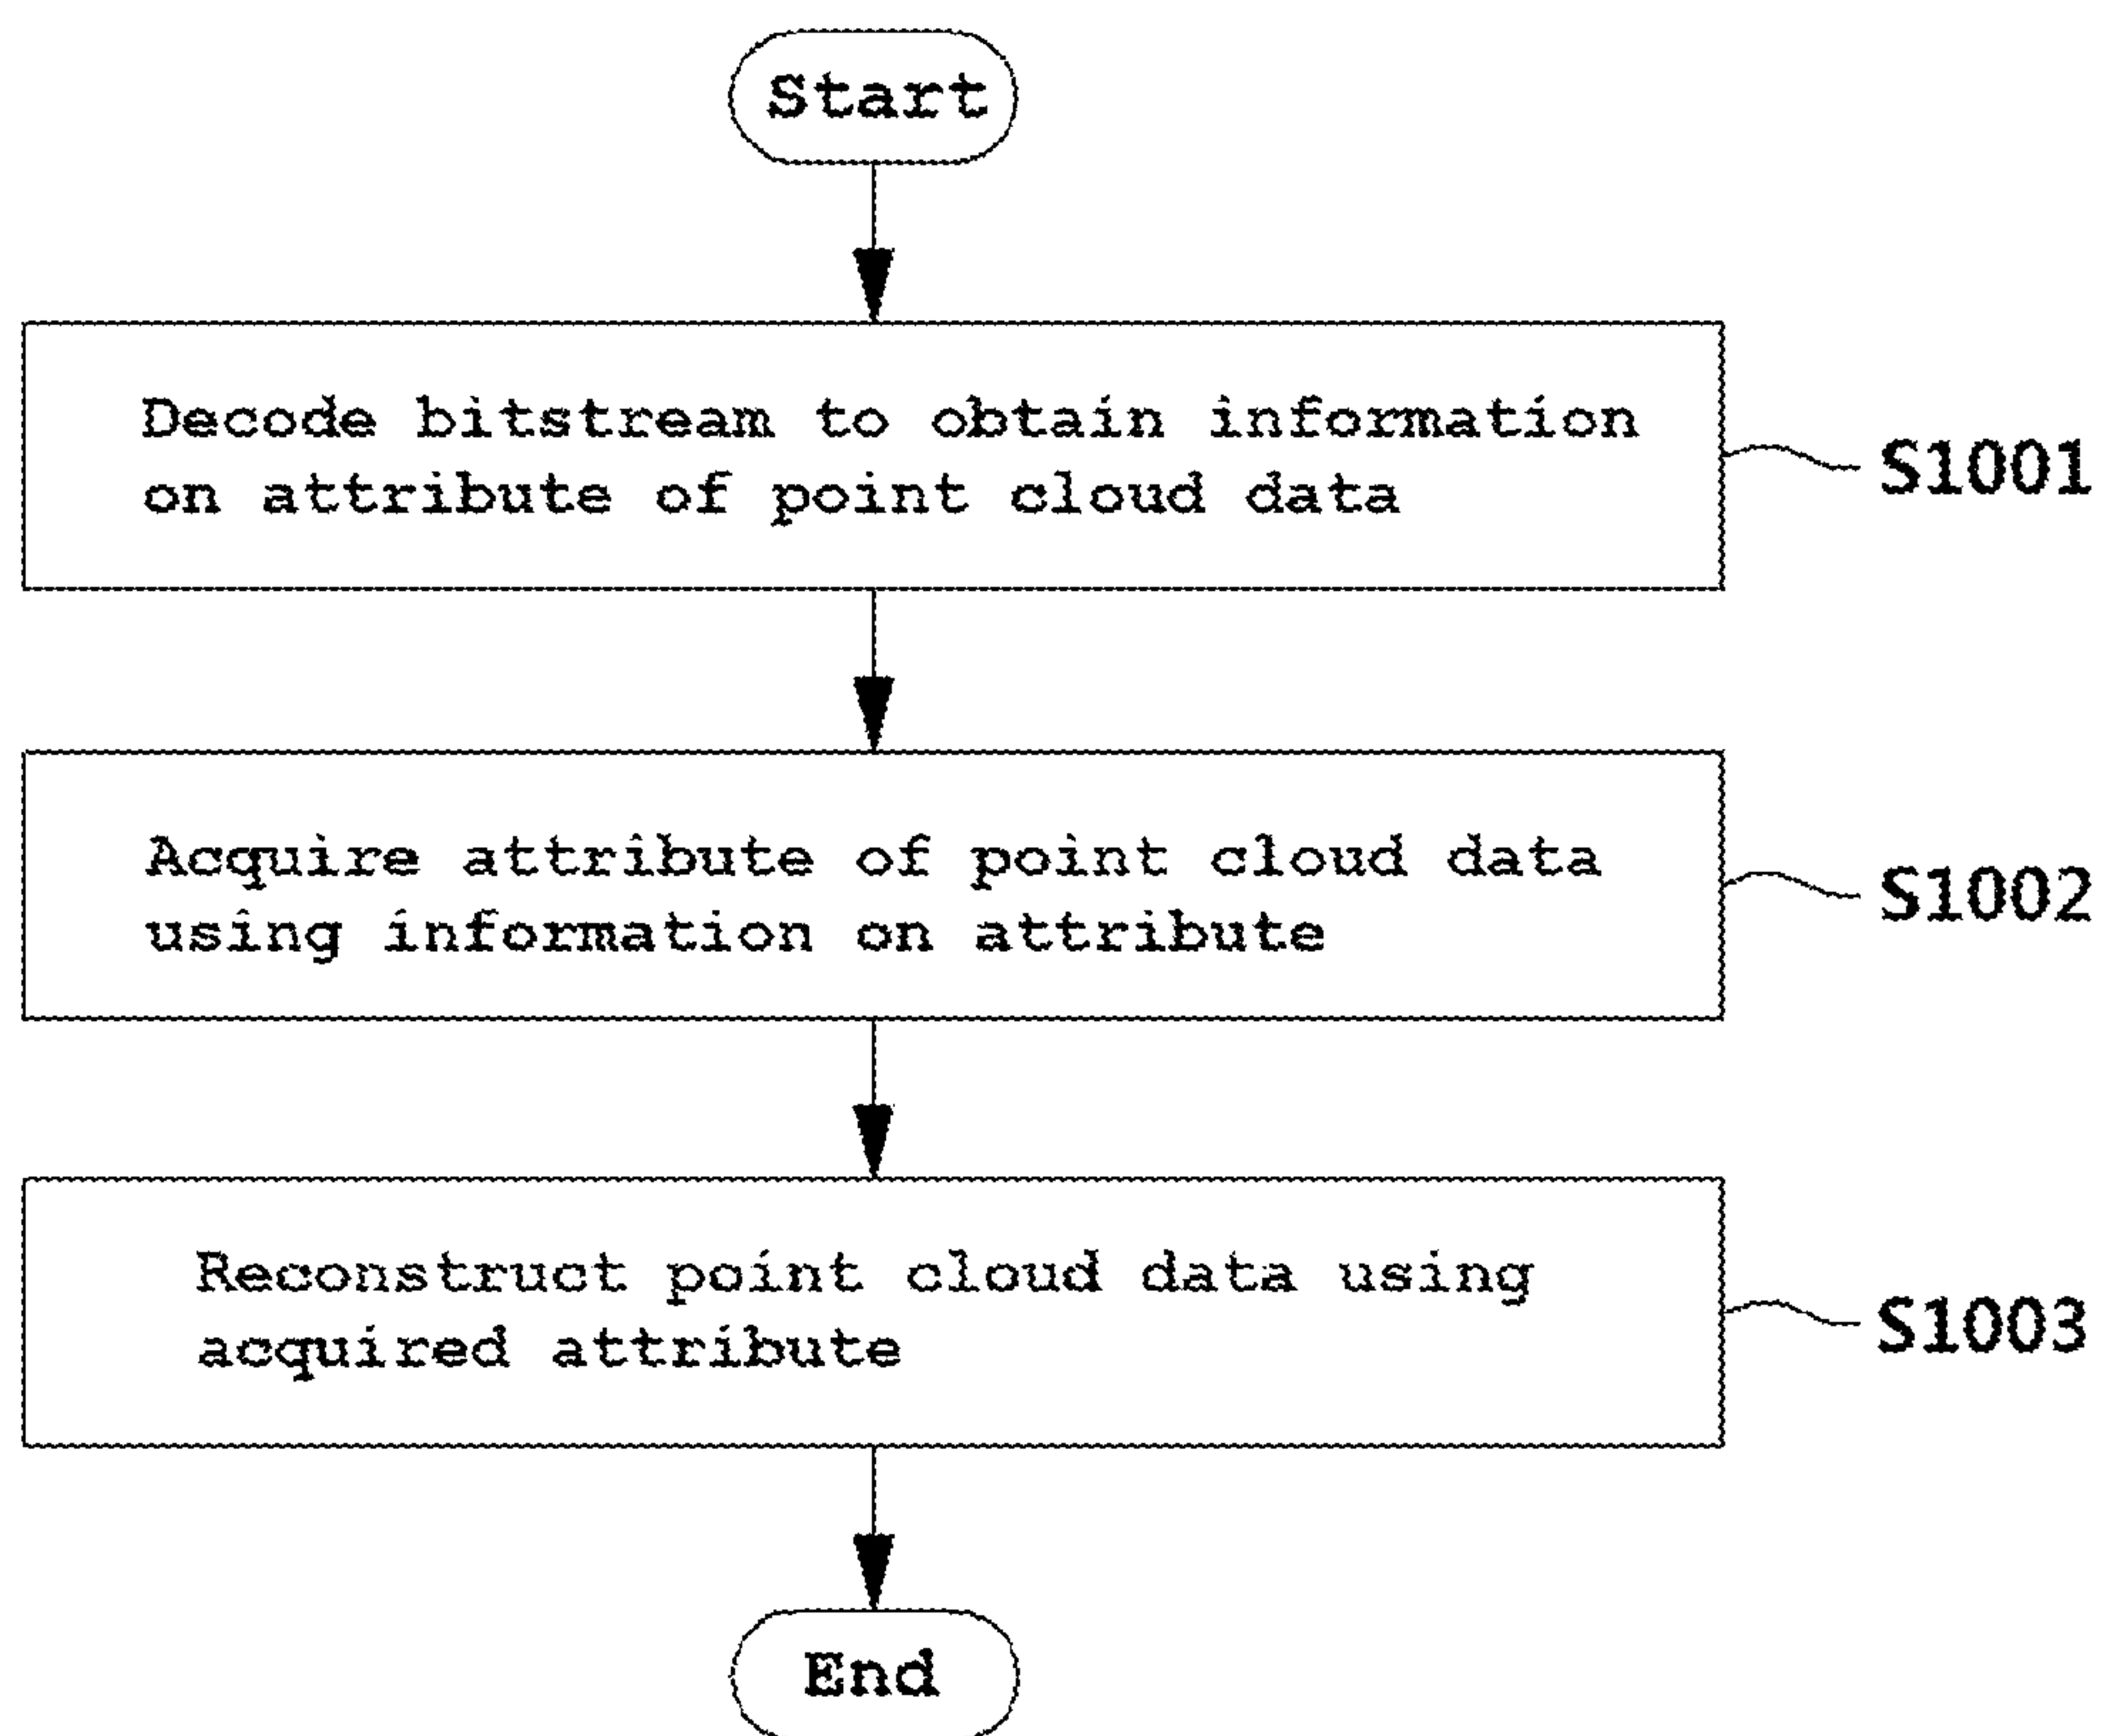 Start
Decode bitstream to obtain information
on attribute of point cloud data
S1001
Acquire attribute of point cloud data
using information on attribute
S1002
Reconstruct point cloud data using
acquired attribute
S1003
End